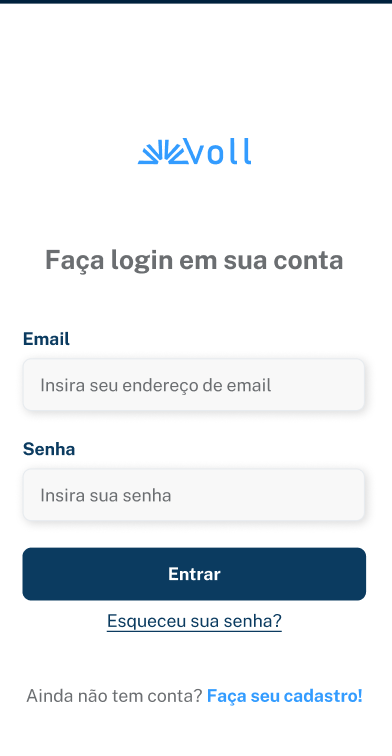 Voll
Faça login em sua conta
Email
Insira seu endereço de email
Senha
Insira sua senha
Entrar
Esqueceu sua senha?
Ainda não tem conta? Faça seu cadastro!